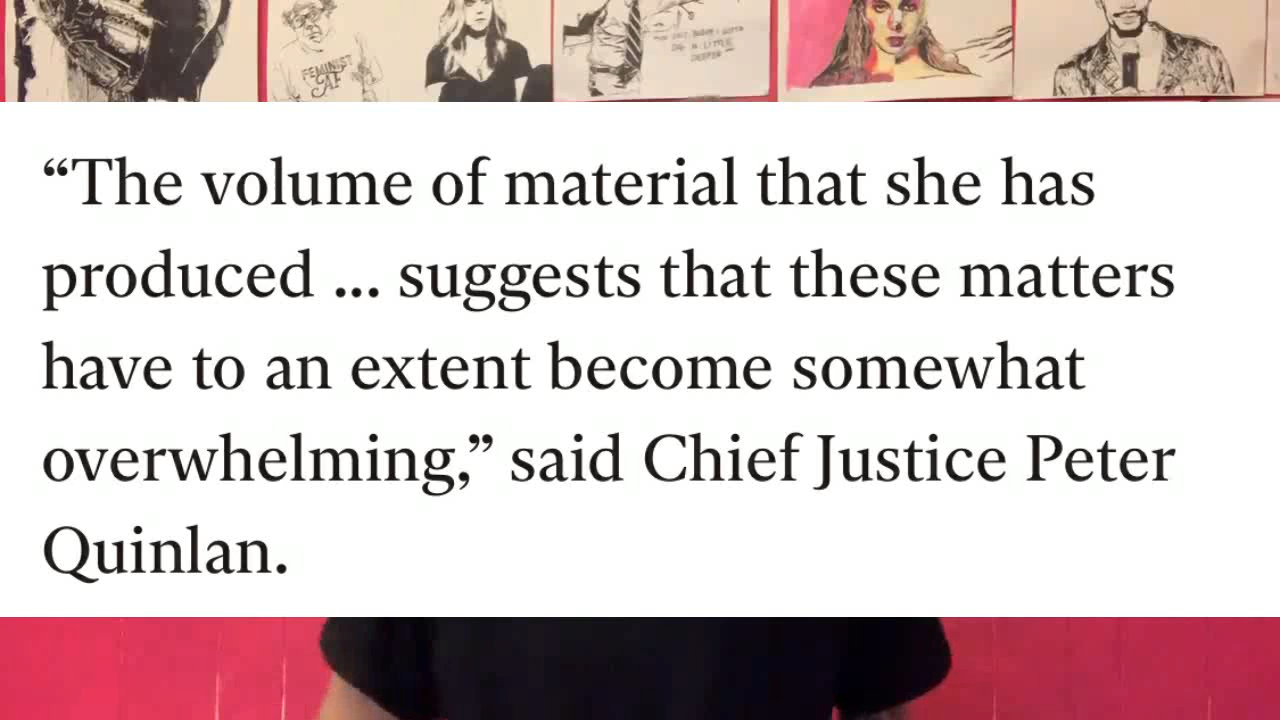 FEMINIST
AF
“The volume of material that she has
produced ... suggests that these matters
have to an extent become somewhat
overwhelming,” said Chief Justice Peter
Quinlan.